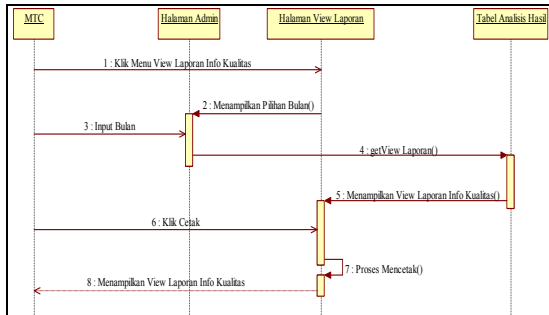 MTC
Halaman Admin
Halaman View Laporan
Tabel Analisis Hasil
1 : Klik Menu View Laporan Info Kualitas
2 : Menampilkan Pilihan Bulan()
3 : Input Bulan
4 : getView Laporan()
5 : Menampilkan View Laporan Info Kualitas()
6 : Klik Cetak
7 : Proses Mencetak()
8 : Menampilkan View Laporan Info Kualitas